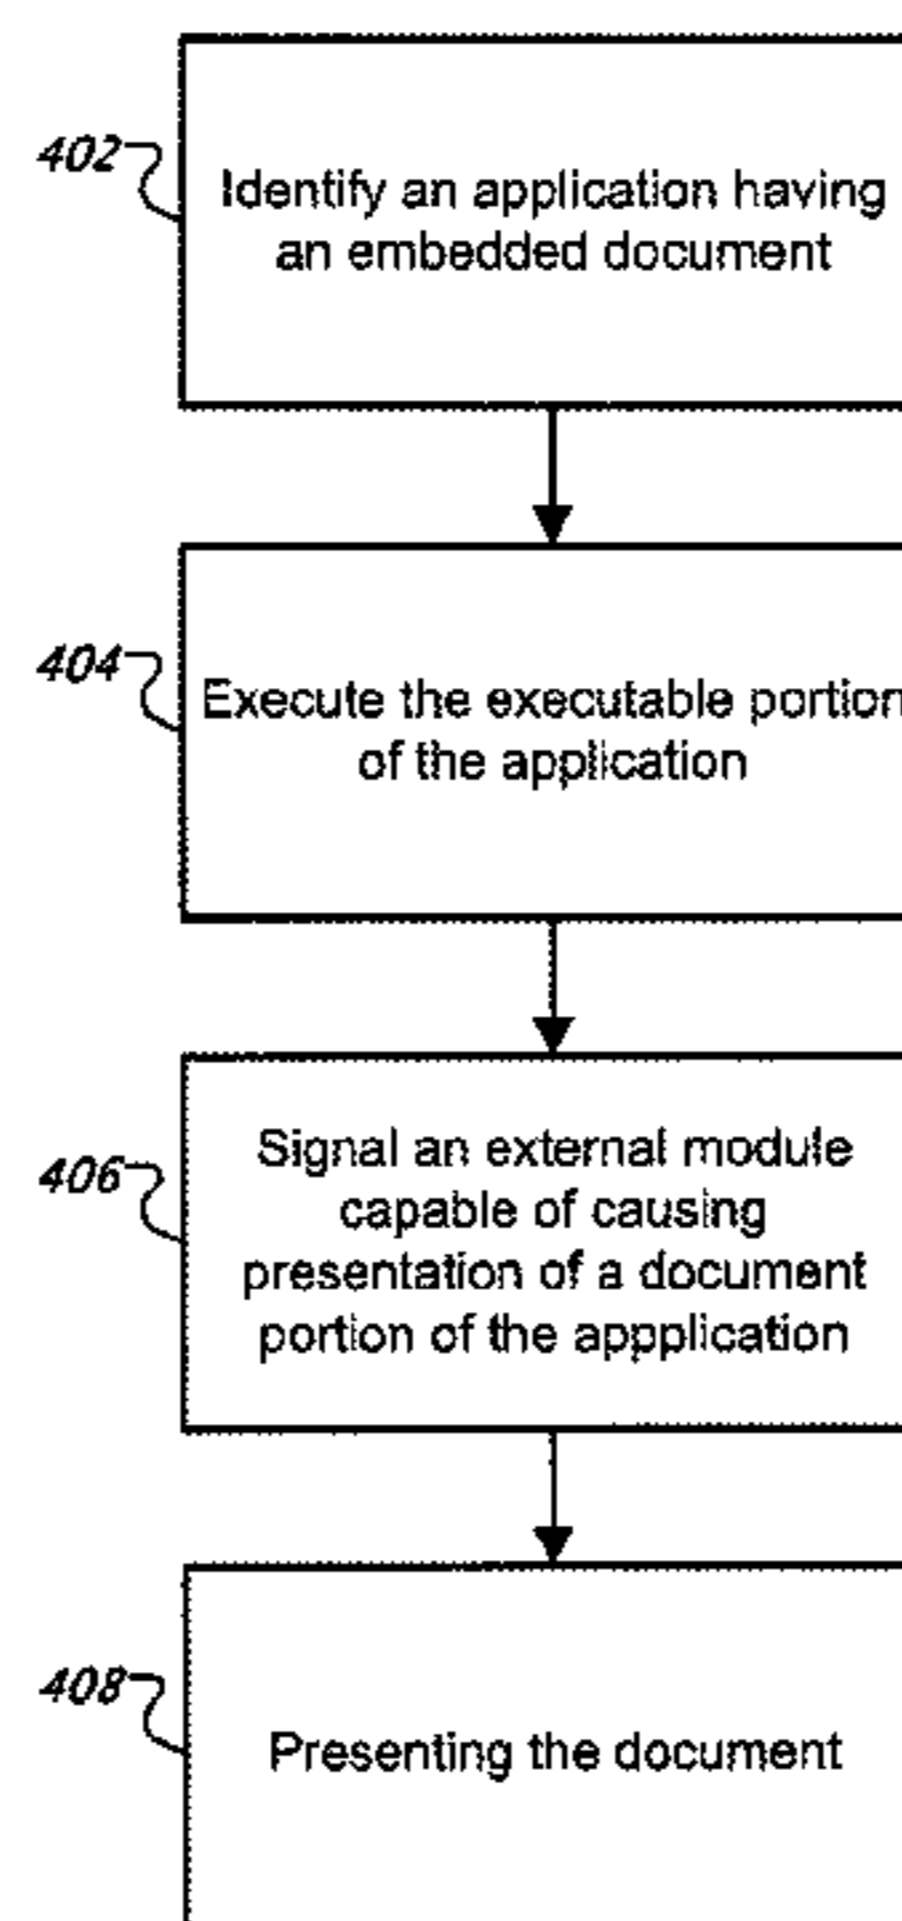 402
Identify an application having
an embedded document
404
Execute the executable portion
of the application
406
Signal an external module
capable of causing
presentation of a document
portion of the appplication
408
Presenting the document